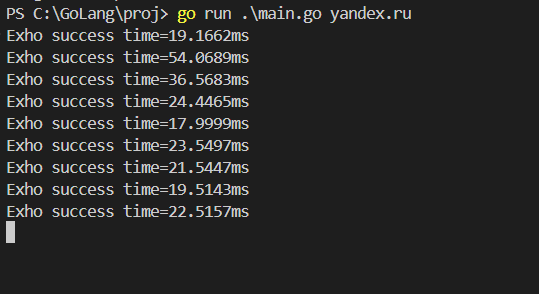 PS C:\GoLang\proj> go run .\main.go yandex.ru
Exho success time=19.1662ms
Exho success time=54.0689ms
Exho success time=36.5683ms
Exho success time=24.4465ms
Exho success time=17.9999ms
Exho success time=23.5497ms
Exho success time=21.5447ms
Exho success time=19.5143ms
Exho success time=22.5157ms